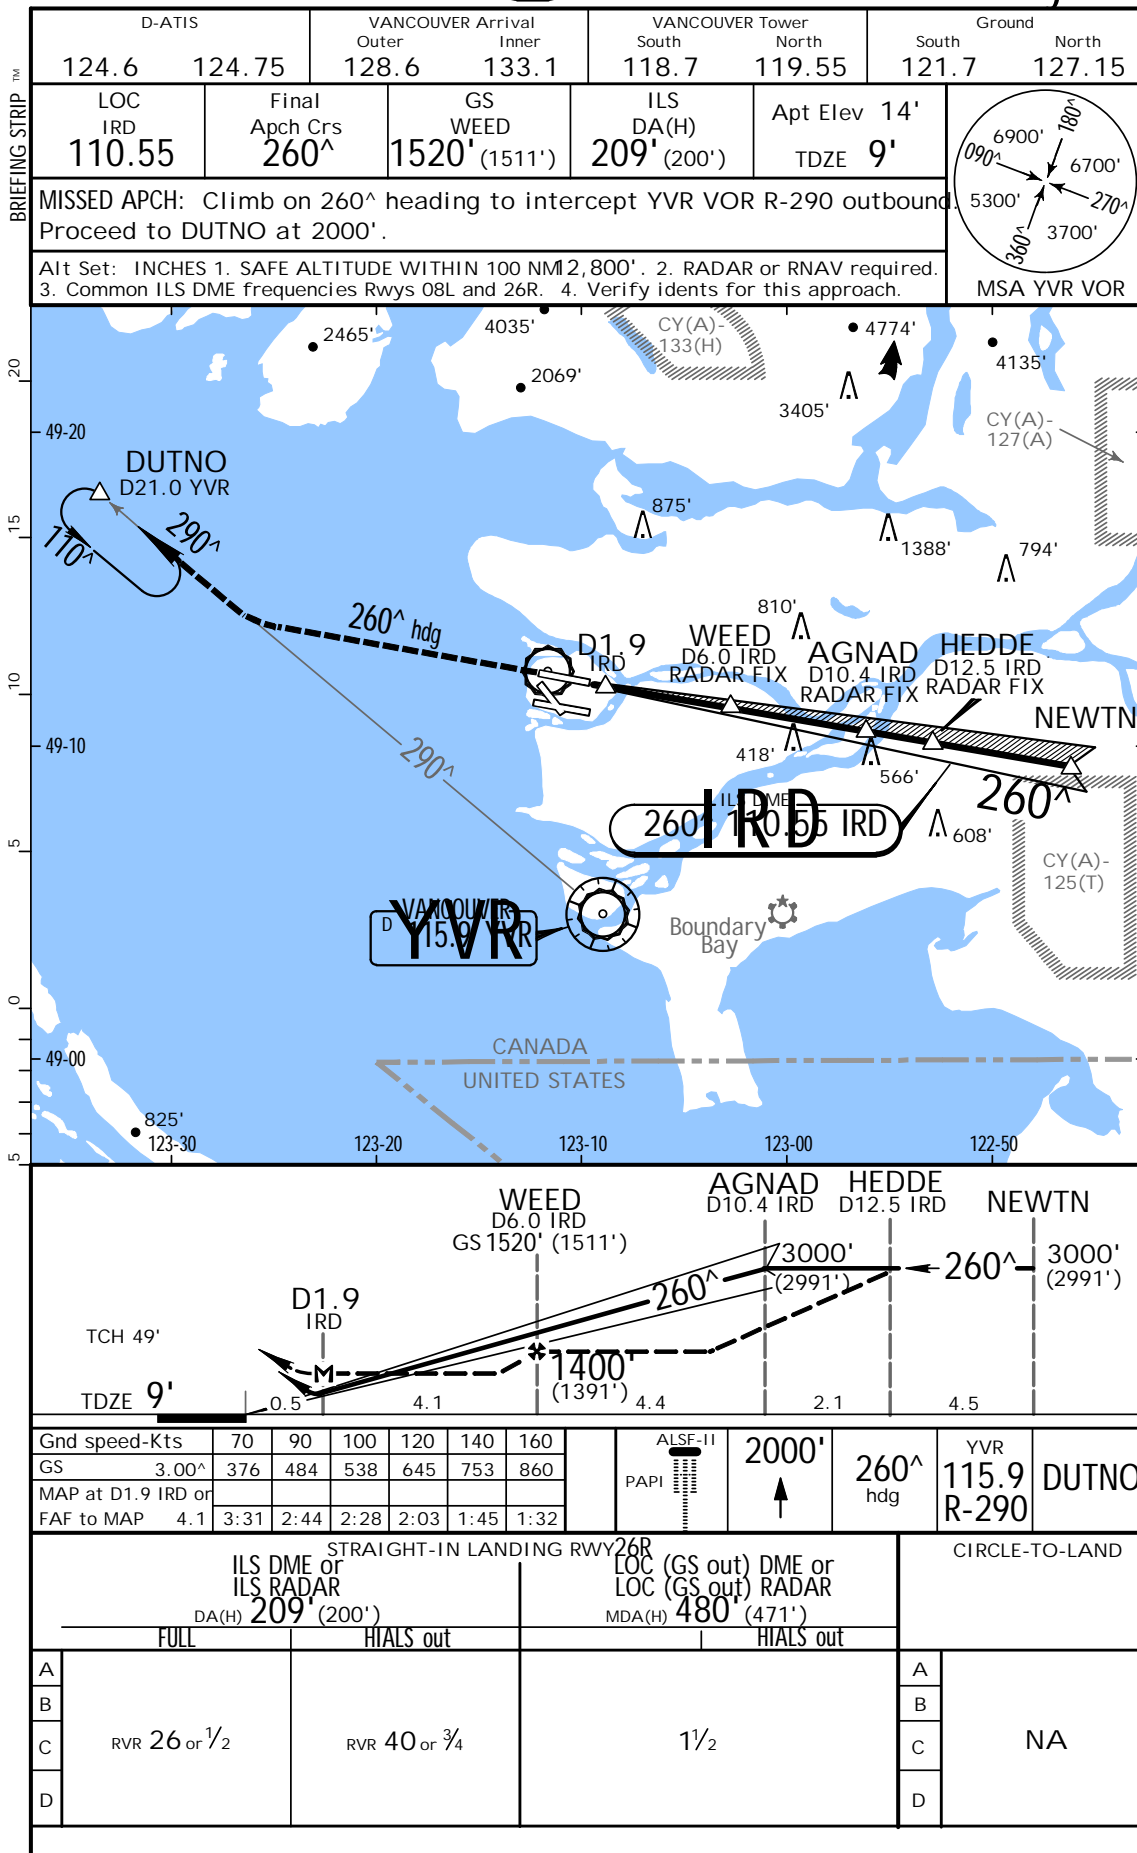 BRIEFING STRIP ™
D-ATIS
124.6 124.75
VANCOUVER Arrival
Outer Inner
128.6 133.1
VANCOUVER Tower
South North
118.7 119.55
Ground
South North
121.7 127.15
LOC
IRD
110.55
Final
Apch Crs
260^
GS
WEED
1520' (1511')
ILS
DA(H)
209' (200')
Apt Elev 14'
TDZE 9'
MISSED APCH: Climb on 260^ heading to intercept YVR VOR R-290 outbound.
Proceed to DUTNO at 2000'.
Alt Set: INCHES 1. SAFE ALTITUDE WITHIN 100 NM 12,800'. 2. RADAR or RNAV required.
3. Common ILS DME frequencies Rwys 08L and 26R. 4. Verify idents for this approach.
180^
6900'
090^
6700'
5300'
270^
3700'
360^
MSA YVR VOR
2465'
4035'
2069'
CY(A)-
133(H)
4774'
4135'
3405'
CY(A)-
127(A)
20
49-20
DUTNO
D21.0 YVR
290^
110^
15
875'
1388'
794'
810'
260^ hdg
D1.9
IRD
WEED
D6.0 IRD
RADAR FIX
AGNAD
D10.4 IRD
RADAR FIX
HEDDE
D12.5 IRD
RADAR FIX
NEWTN
10
49-10
290^
418'
566'
260^
608'
ILS DME
260^ 110.55 IRD
IRD
5
CY(A)-
125(T)
VANCOUVER
D 115.9 YVR
YVR
Boundary
Bay
0
49-00
CANADA
UNITED STATES
825'
5
123-30 123-20 123-10 123-00 122-50
WEED
D6.0 IRD
GS 1520' (1511')
AGNAD
D10.4 IRD
HEDDE
D12.5 IRD
NEWTN
3000'
(2991')
260^
3000'
(2991')
260^
D1.9
IRD
TCH 49'
M
1400'
(1391')
TDZE 9'
0.5 4.1 4.4 2.1 4.5
Gnd speed-Kts 70 90 100 120 140 160
GS 3.00^ 376 484 538 645 753 860
MAP at D1.9 IRD or
FAF to MAP 4.1 3:31 2:44 2:28 2:03 1:45 1:32
ALSF-II
PAPI
2000'
260^
hdg
YVR
115.9
R-290
DUTNO
STRAIGHT-IN LANDING RWY 26R
ILS DME or
ILS RADAR
DA(H) 209' (200')
LOC (GS out) DME or
LOC (GS out) RADAR
MDA(H) 480' (471')
CIRCLE-TO-LAND
FULL HIALS out HIALS out
A
B
C
D
RVR 26 or 1/2
RVR 40 or 3/4
1 1/2
A
B
C
D
NA